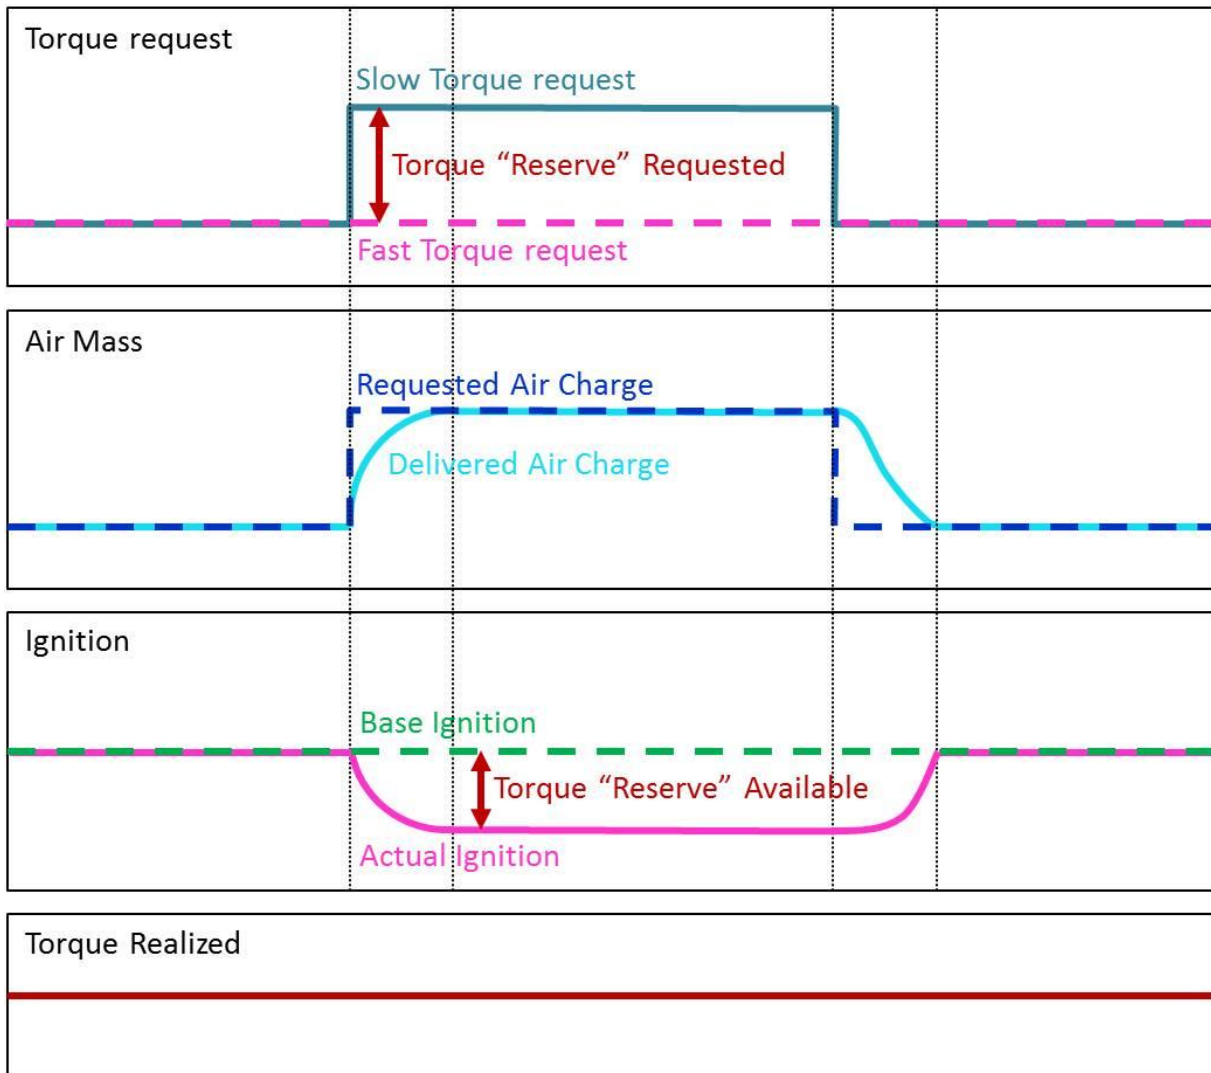 Torque request
Slow Torque request
Torque “Reserve” Requested
Fast Torque request
Air Mass
Requested Air Charge
Delivered Air Charge
Ignition
Base Ignition
Torque “Reserve” Available
Actual Ignition
Torque Realized